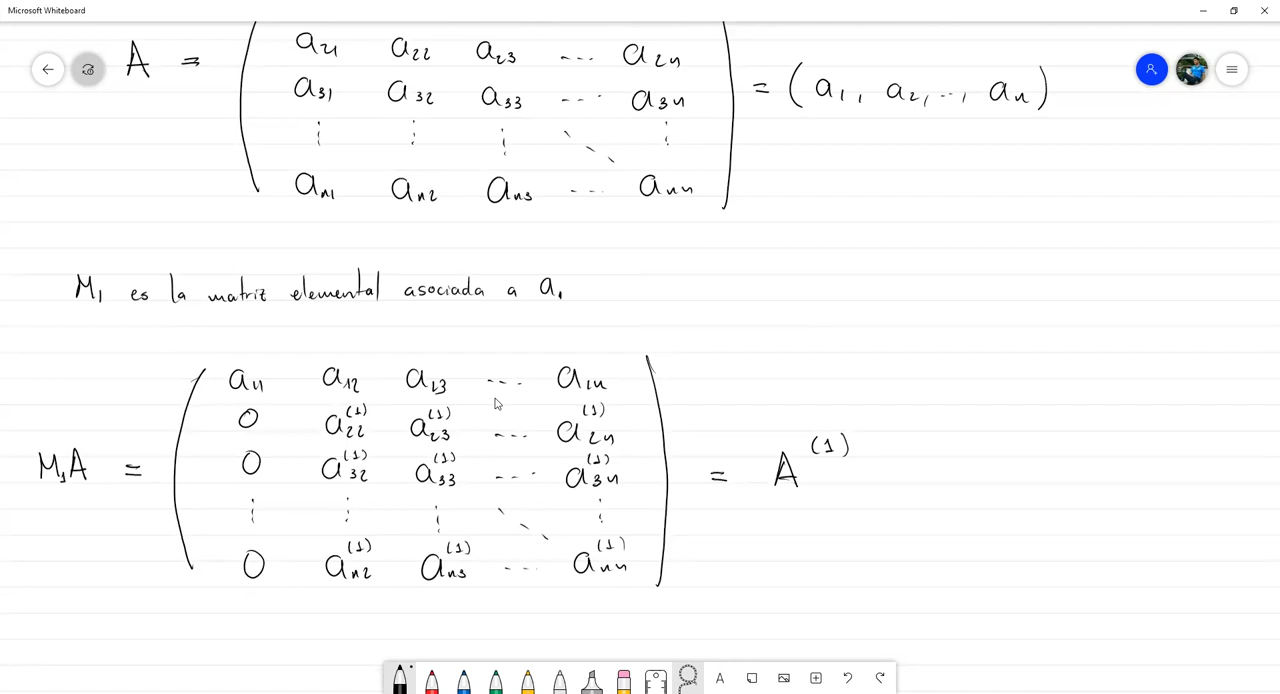 Microsoft Whiteboard
a21 a22 a23 ... a2n
A = a31 a32 a33 ... a3n = (a1, a2, .., an)
⋮ ⋮ ⋮ ⋱ ⋮
an1 an2 an3 ... ann
M1 es la matriz elemental asociada a a1
a11 a12 a13 ... a1n
0 a22^(1) a23^(1) ... a2n^(1)
M1A = 0 a32^(1) a33^(1) ... a3n^(1) = A^(1)
⋮ ⋮ ⋮ ⋱ ⋮
0 an2^(1) an3^(1) ... ann^(1)
A